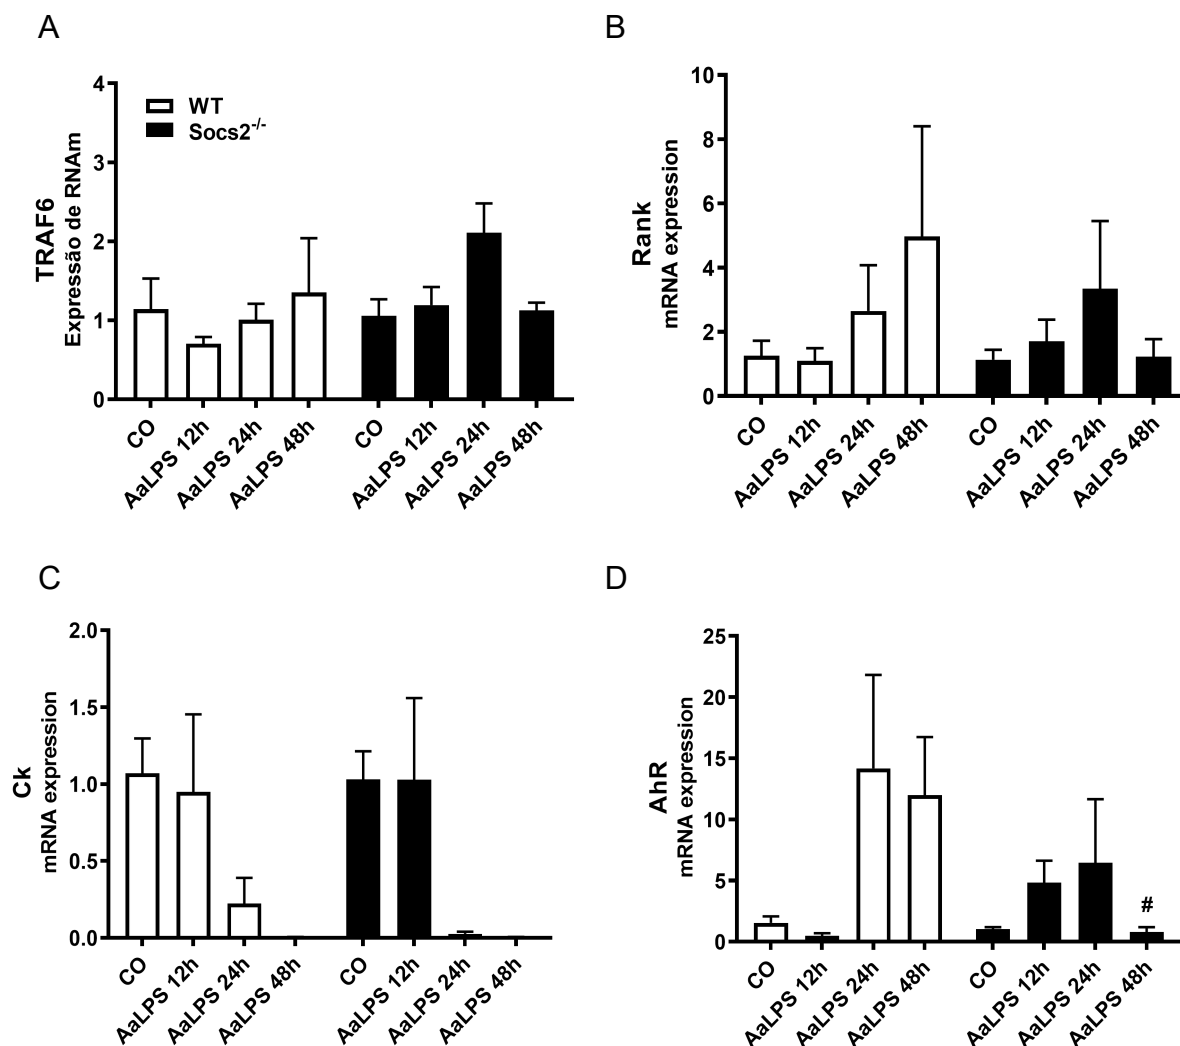 A
4
3
2
1
0
TRAF6
Expressão de RNAm
WT
Socs2-/-
CO
AaLPS 12h
AaLPS 24h
AaLPS 48h
CO
AaLPS 12h
AaLPS 24h
AaLPS 48h
B
10
8
6
4
2
0
Rank
mRNA expression
CO
AaLPS 12h
AaLPS 24h
AaLPS 48h
CO
AaLPS 12h
AaLPS 24h
AaLPS 48h
C
2.0
1.5
1.0
0.5
0.0
Ck
mRNA expression
CO
AaLPS 12h
AaLPS 24h
AaLPS 48h
CO
AaLPS 12h
AaLPS 24h
AaLPS 48h
D
25
20
15
10
5
0
AhR
mRNA expression
#
CO
AaLPS 12h
AaLPS 24h
AaLPS 48h
CO
AaLPS 12h
AaLPS 24h
AaLPS 48h